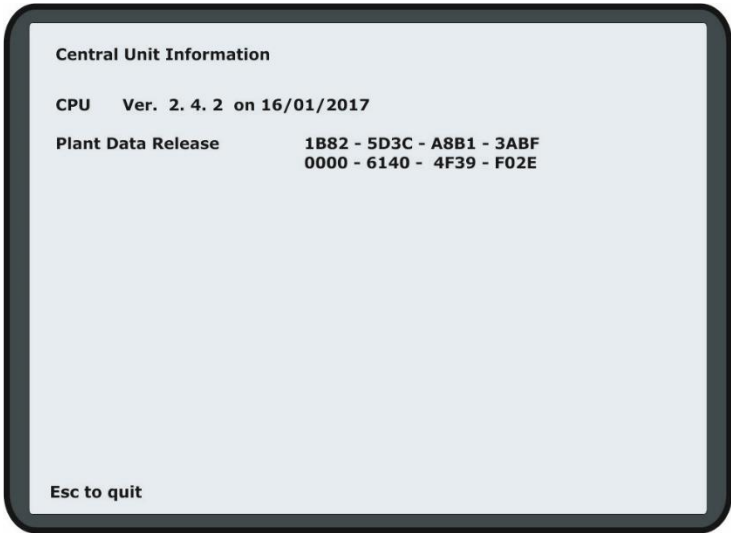 Central Unit Information
CPU Ver. 2. 4. 2 on 16/01/2017
Plant Data Release 1B82 - 5D3C - A8B1 - 3ABF
0000 - 6140 - 4F39 - F02E
Esc to quit